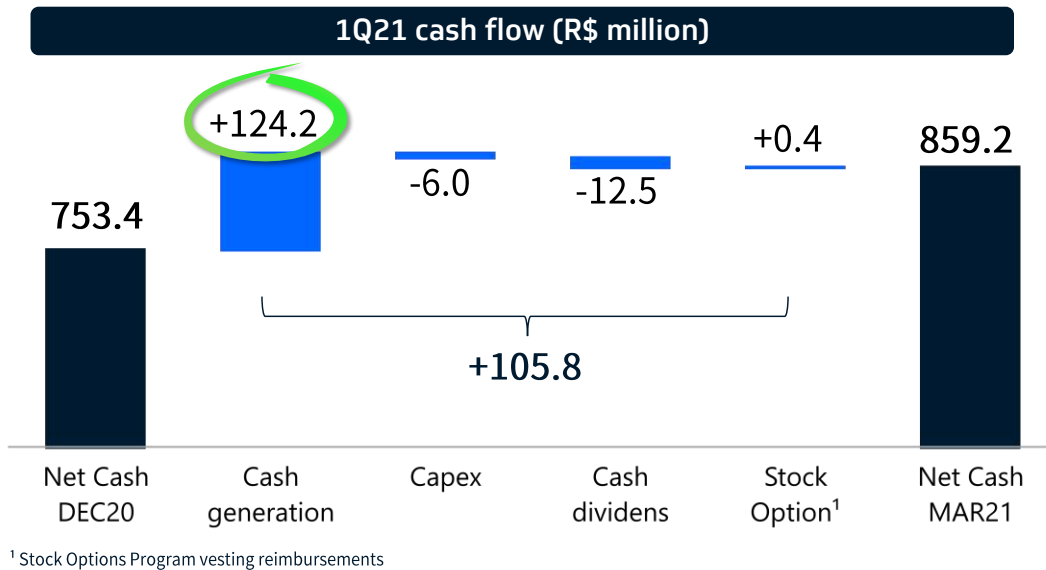 1Q21 cash flow (R$ million)
+124.2
+0.4
859.2
-6.0
-12.5
753.4
+105.8
Net Cash
DEC20
Cash
generation
Capex
Cash
dividens
Stock
Option¹
Net Cash
MAR21
¹ Stock Options Program vesting reimbursements